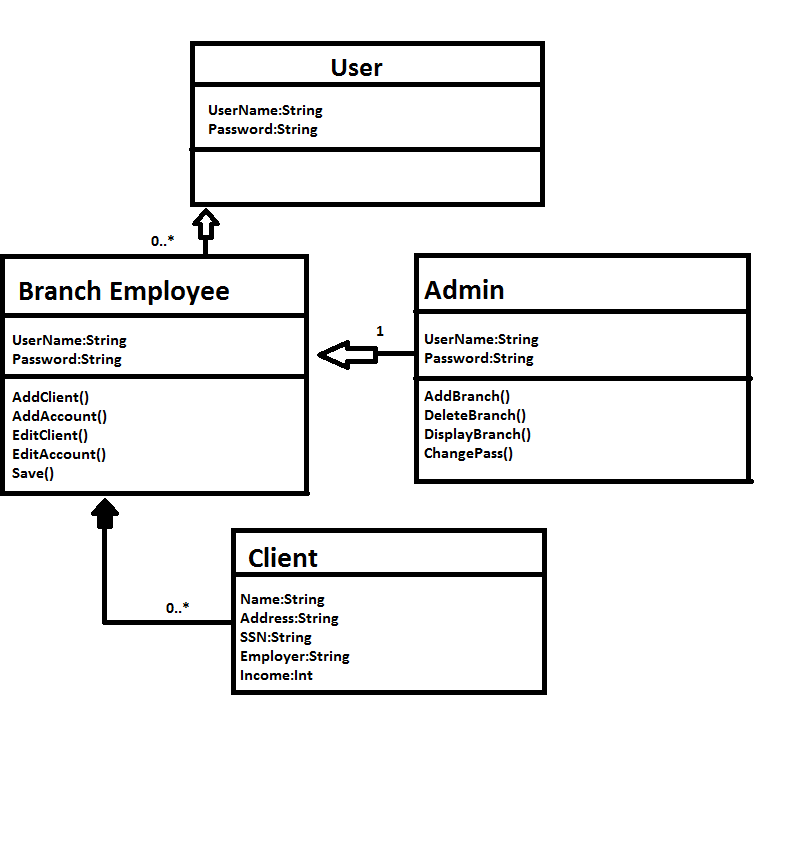 User
UserName:String
Password:String
0..*
Branch Employee
UserName:String
Password:String
AddClient()
AddAccount()
EditClient()
EditAccount()
Save()
1
Admin
UserName:String
Password:String
AddBranch()
DeleteBranch()
DisplayBranch()
ChangePass()
0..*
Client
Name:String
Address:String
SSN:String
Employer:String
Income:Int